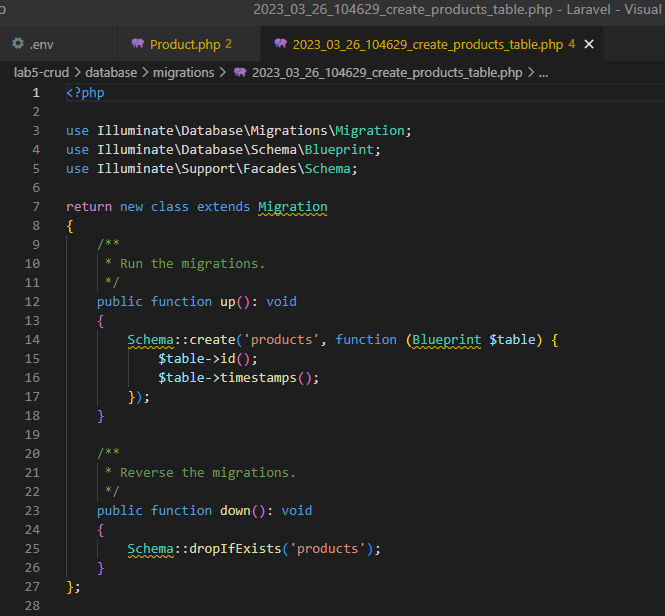 2023_03_26_104629_create_products_table.php - Laravel - Visual
.env
Product.php 2
2023_03_26_104629_create_products_table.php 4 ×
lab5-crud > database > migrations > 2023_03_26_104629_create_products_table.php > ...
1 <?php
2
3 use Illuminate\Database\Migrations\Migration;
4 use Illuminate\Database\Schema\Blueprint;
5 use Illuminate\Support\Facades\Schema;
6
7 return new class extends Migration
8 {
9     /**
10      * Run the migrations.
11      */
12     public function up(): void
13     {
14         Schema::create('products', function (Blueprint $table) {
15             $table->id();
16             $table->timestamps();
17         });
18     }
19
20     /**
21      * Reverse the migrations.
22      */
23     public function down(): void
24     {
25         Schema::dropIfExists('products');
26     }
27 };
28